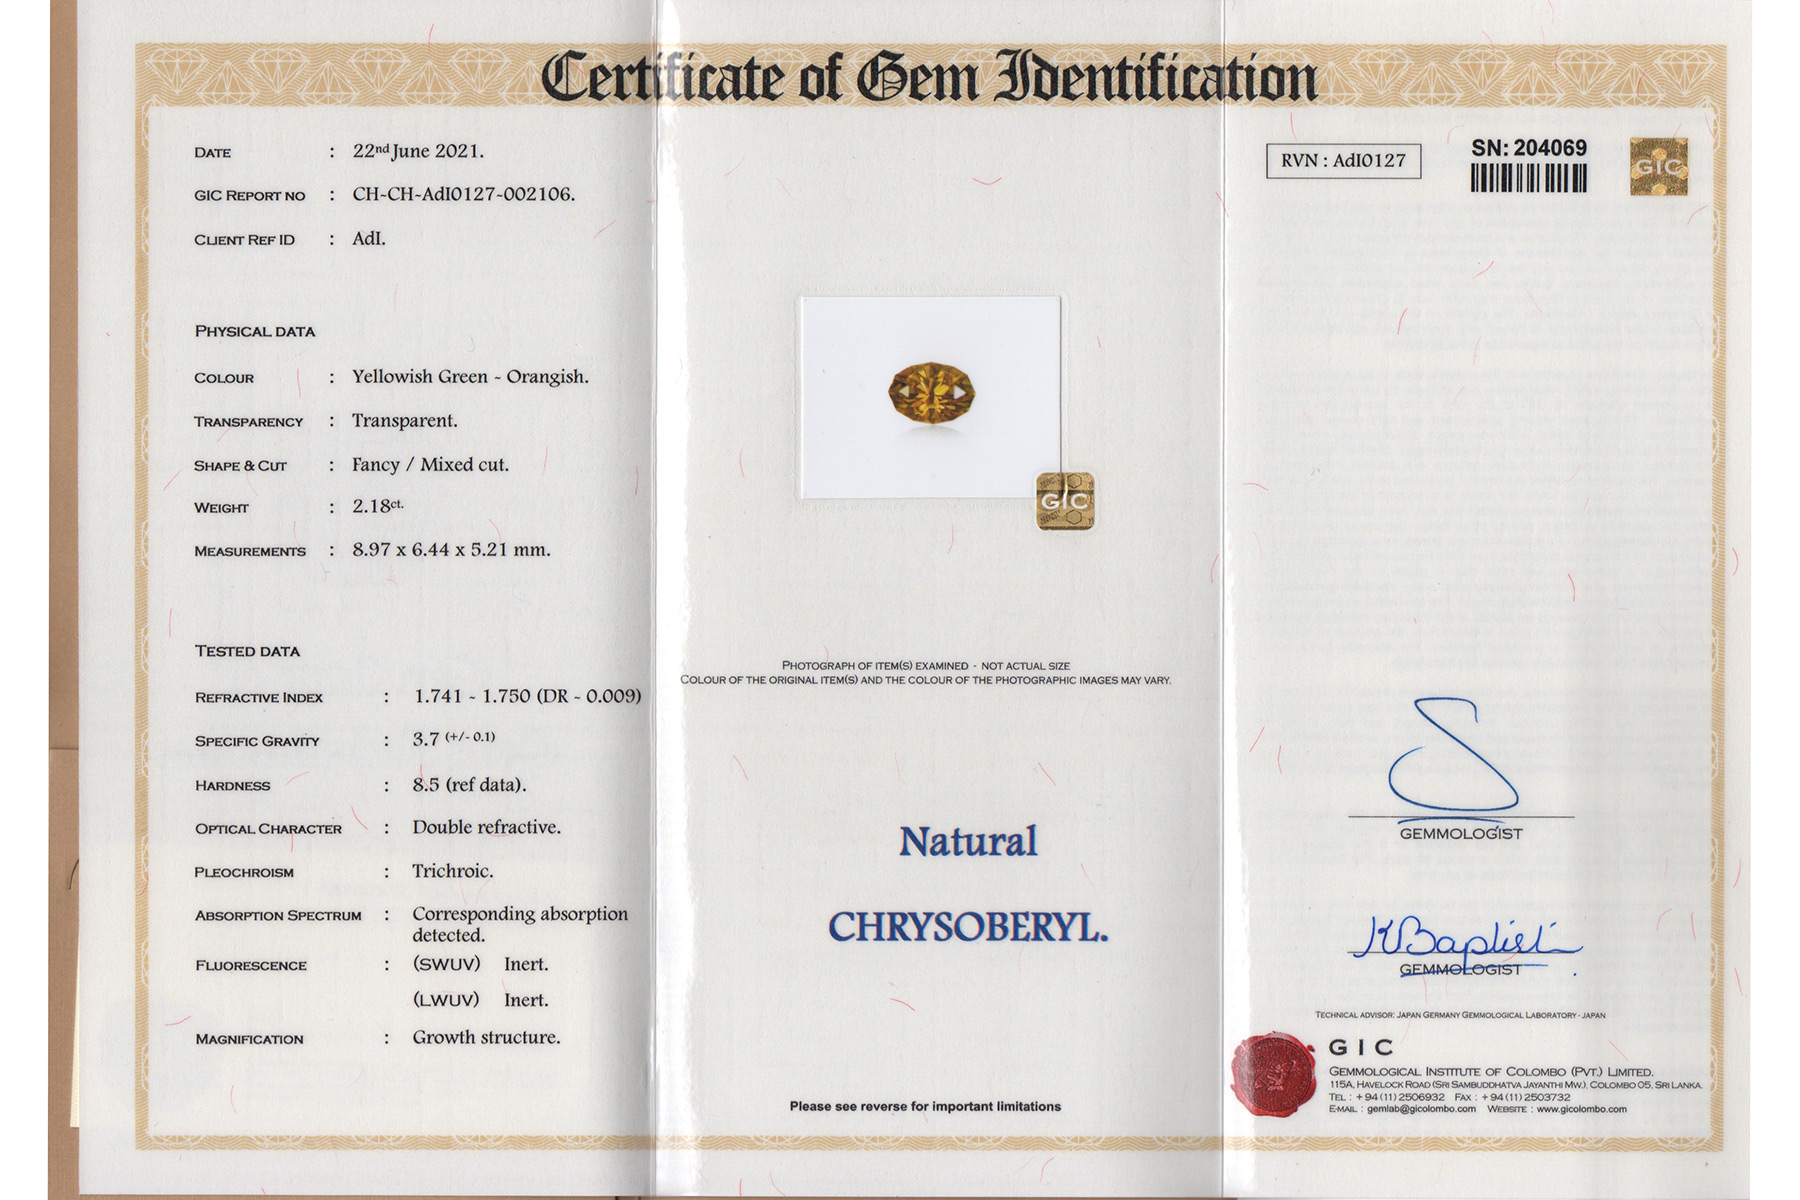 Certificate of Gem Identification
DATE : 22nd June 2021.
GIC REPORT NO : CH~CH~AdI0127~002106.
CLIENT REF ID : AdI.
PHYSICAL DATA
COLOUR : Yellowish Green ~ Orangish.
TRANSPARENCY : Transparent.
SHAPE & CUT : Fancy / Mixed cut.
WEIGHT : 2.18ct.
MEASUREMENTS : 8.97 x 6.44 x 5.21 mm.
TESTED DATA
REFRACTIVE INDEX : 1.741 ~ 1.750 (DR ~ 0.009)
SPECIFIC GRAVITY : 3.7 (+/- 0.1)
HARDNESS : 8.5 (ref data).
OPTICAL CHARACTER : Double refractive.
PLEOCHROISM : Trichroic.
ABSORPTION SPECTRUM : Corresponding absorption
detected.
FLUORESCENCE : (SWUV) Inert.
(LWUV) Inert.
MAGNIFICATION : Growth structure.
GIC
PHOTOGRAPH OF ITEM(S) EXAMINED - NOT ACTUAL SIZE
COLOUR OF THE ORIGINAL ITEM(S) AND THE COLOUR OF THE PHOTOGRAPHIC IMAGES MAY VARY.
Natural
CHRYSOBERYL.
Please see reverse for important limitations
RVN : AdI0127
SN: 204069
GIC
GEMMOLOGIST
KBaptist
GEMMOLOGIST
TECHNICAL ADVISOR: JAPAN GERMANY GEMMOLOGICAL LABORATORY - JAPAN
GIC
GEMMOLOGICAL INSTITUTE OF COLOMBO (PVT.) LIMITED.
115A, HAVELOCK ROAD (SRI SAMBUDDHATVA JAYANTHI MW.), COLOMBO 05, SRI LANKA.
TEL : + 94 (11) 2506932 FAX : + 94 (11) 2503732
E-MAIL : gemlab@gicolombo.com WEBSITE : www.gicolombo.com